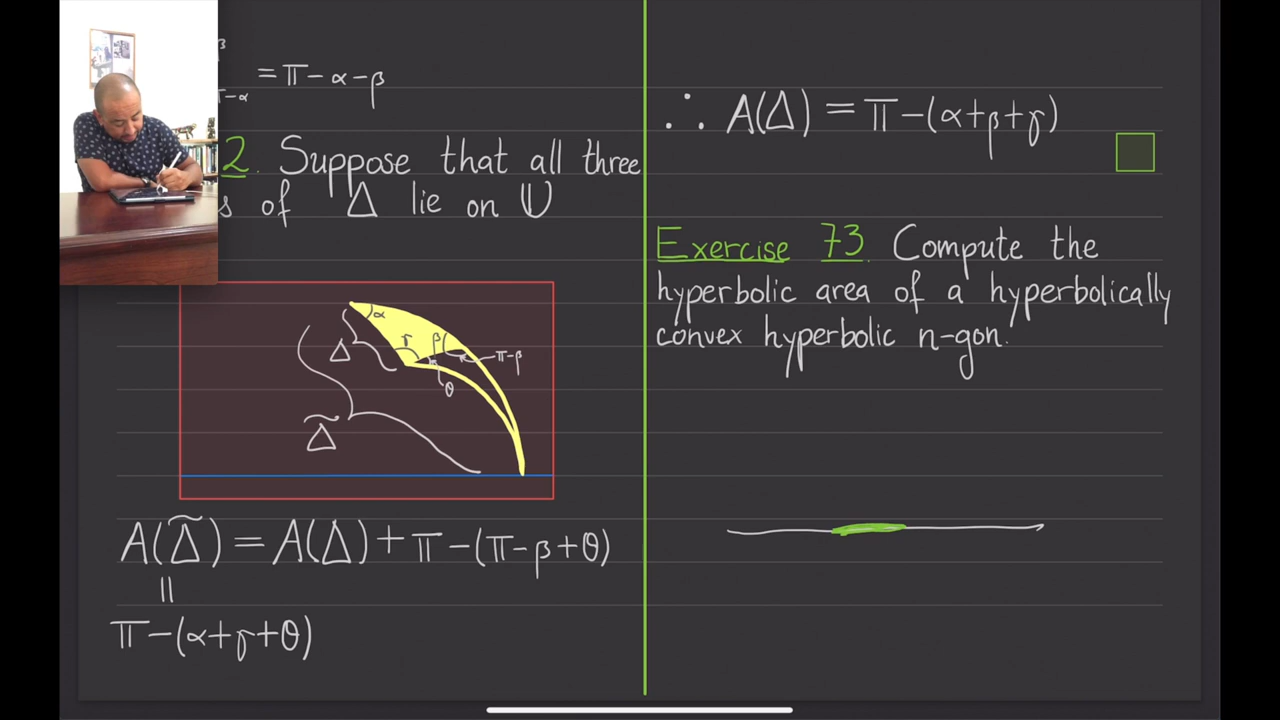 β
= π - α - β
π - α
2. Suppose that all three
s of Δ lie on U
α
γ
β
Δ
π-β
θ
Δ̃
A(Δ̃) = A(Δ) + π - (π - β + θ)
||
π - (α + γ + θ)
∴ A(Δ) = π - (α + β + γ)
Exercise 73. Compute the
hyperbolic area of a hyperbolically
convex hyperbolic n-gon.